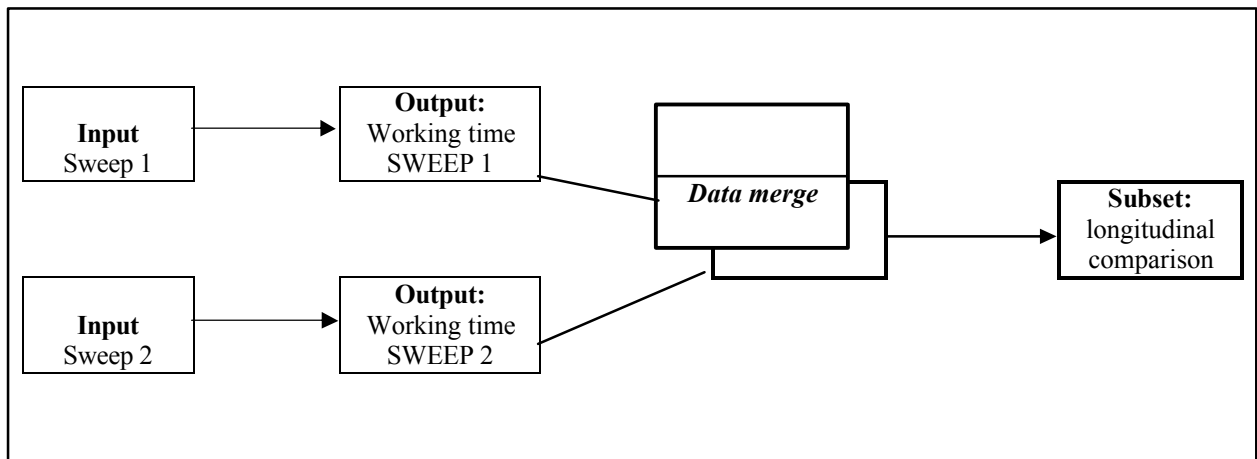 Input
Sweep 1
Output:
Working time
SWEEP 1
Data merge
Subset:
longitudinal
comparison
Input
Sweep 2
Output:
Working time
SWEEP 2